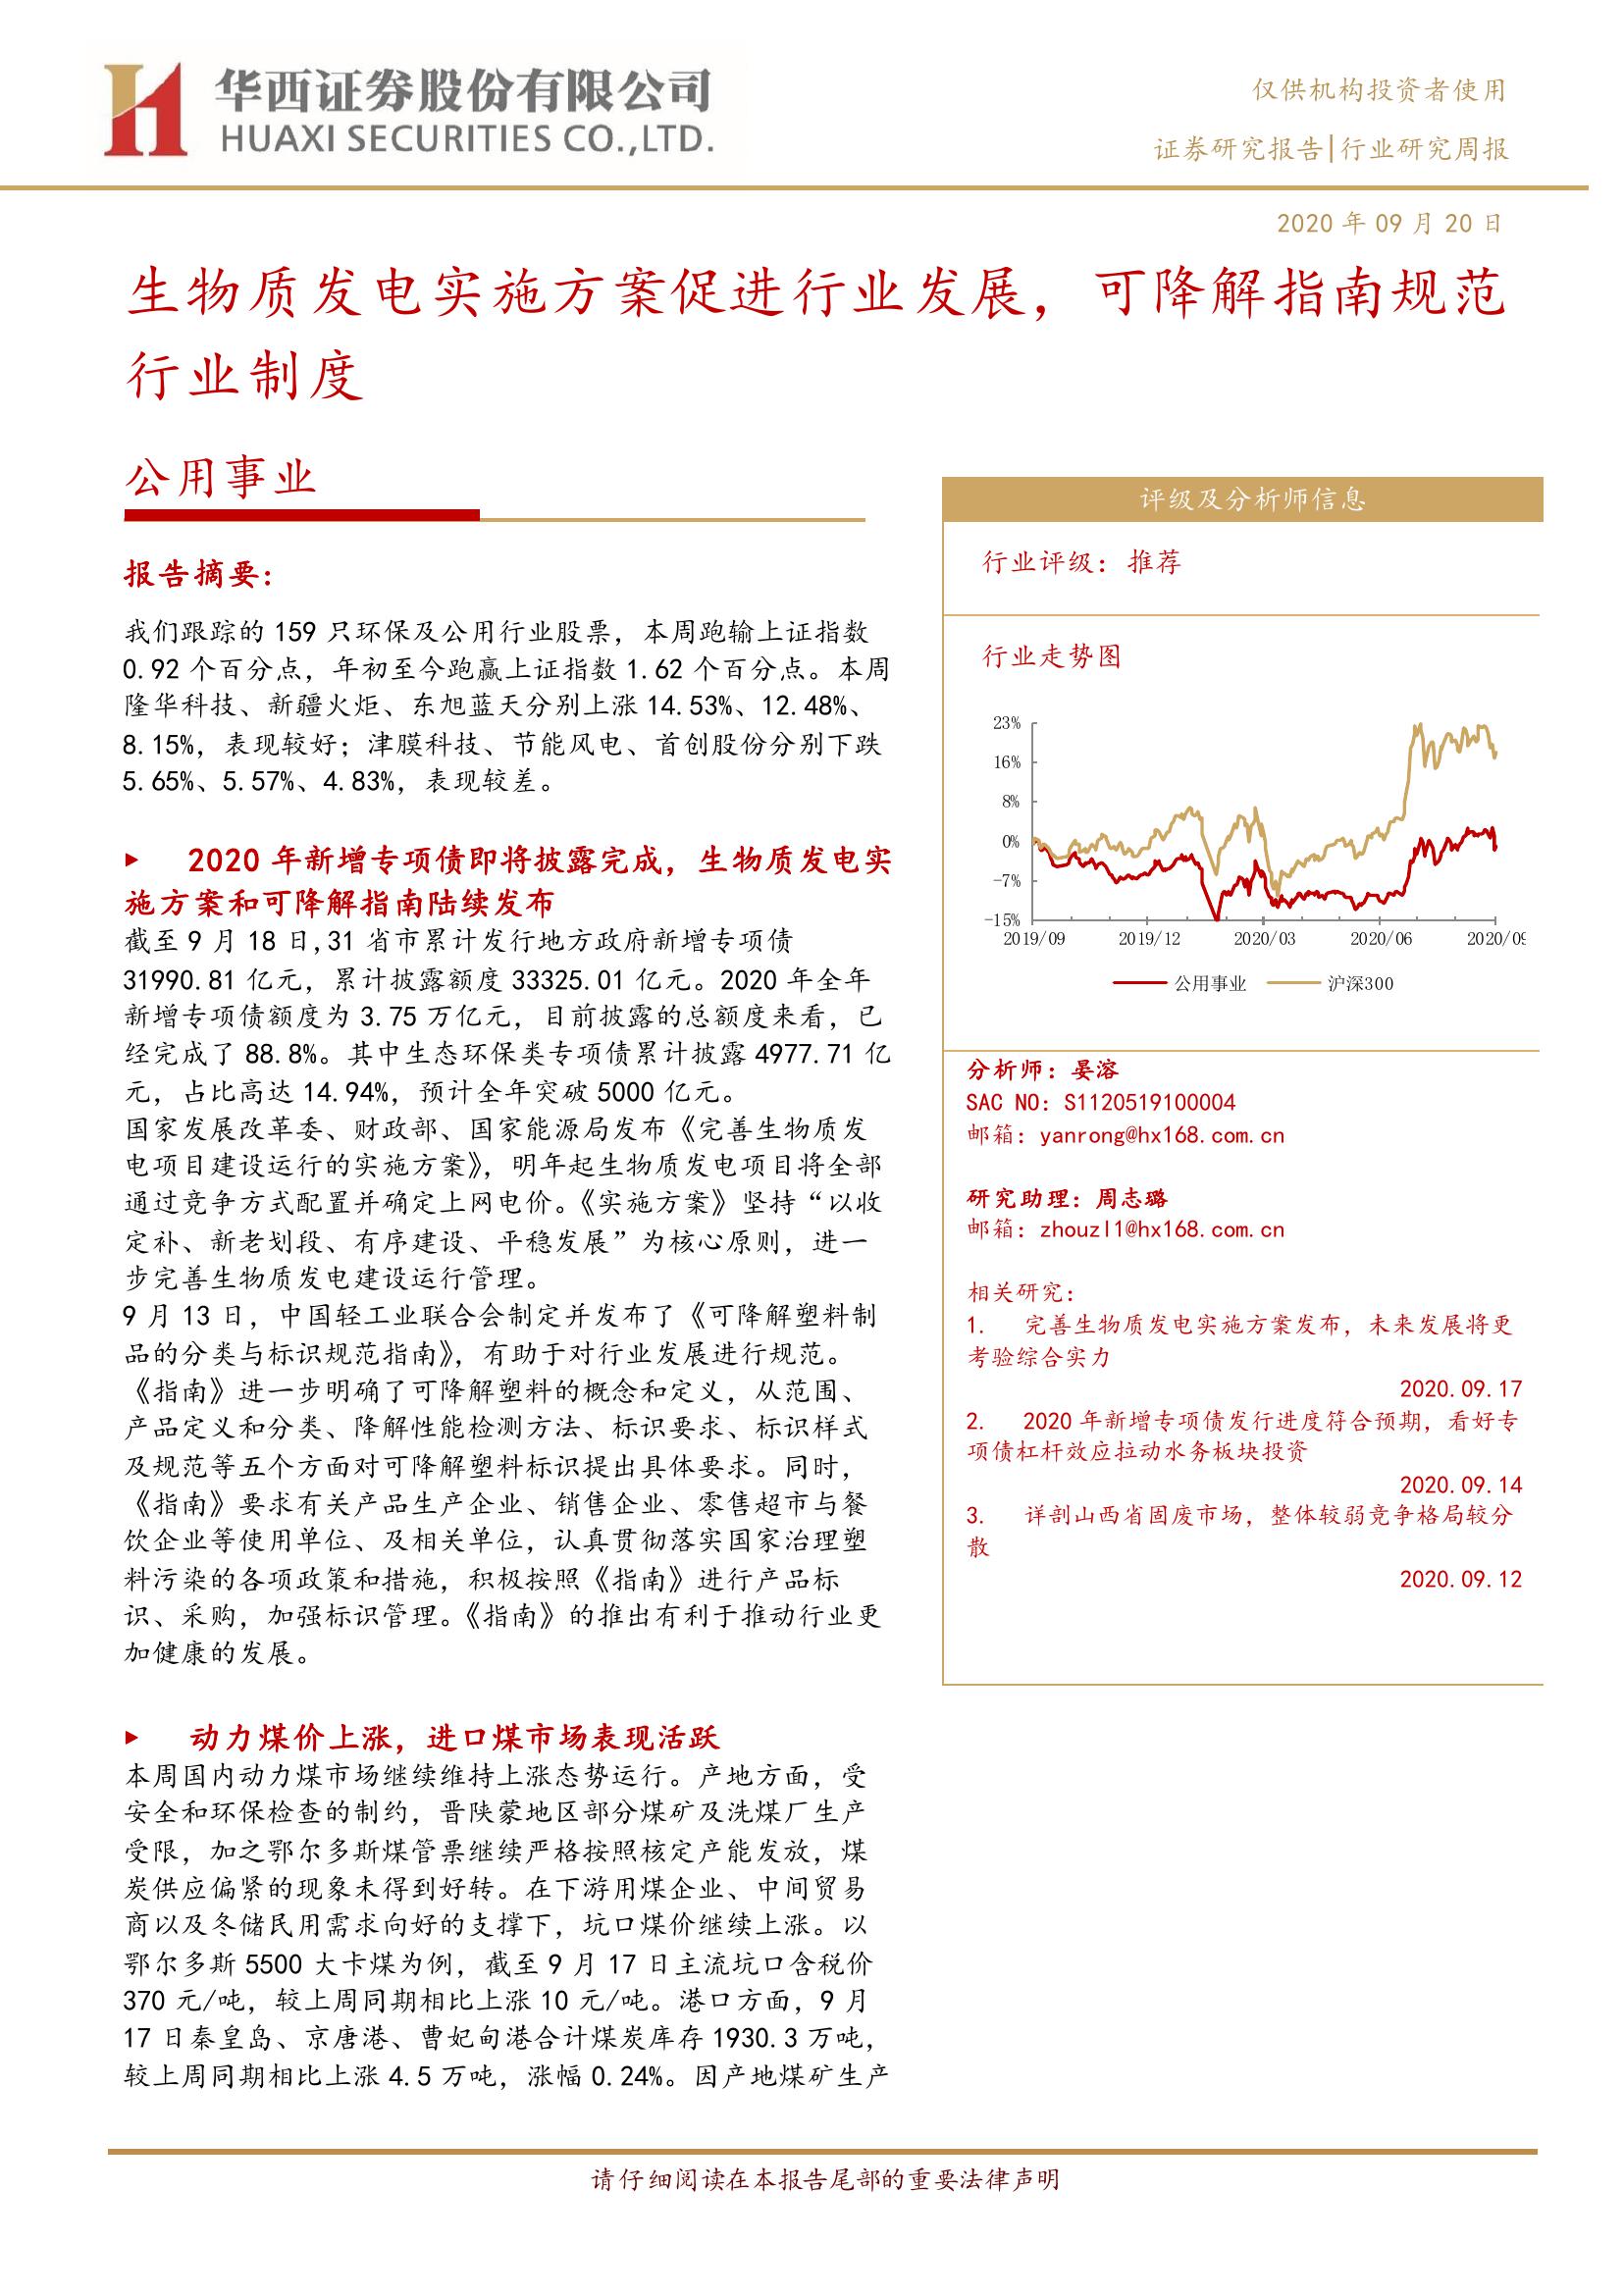 华西证券股份有限公司
HUAXI SECURITIES CO.,LTD.
仅供机构投资者使用
证券研究报告|行业研究周报
2020 年 09 月 20 日
生物质发电实施方案促进行业发展，可降解指南规范
行业制度
公用事业
报告摘要：
我们跟踪的 159 只环保及公用行业股票，本周跑输上证指数
0.92 个百分点，年初至今跑赢上证指数 1.62 个百分点。本周
隆华科技、新疆火炬、东旭蓝天分别上涨 14.53%、12.48%、
8.15%，表现较好；津膜科技、节能风电、首创股份分别下跌
5.65%、5.57%、4.83%，表现较差。
► 2020 年新增专项债即将披露完成，生物质发电实
施方案和可降解指南陆续发布
截至 9 月 18 日,31 省市累计发行地方政府新增专项债
31990.81 亿元，累计披露额度 33325.01 亿元。2020 年全年
新增专项债额度为 3.75 万亿元，目前披露的总额度来看，已
经完成了 88.8%。其中生态环保类专项债累计披露 4977.71 亿
元，占比高达 14.94%，预计全年突破 5000 亿元。
国家发展改革委、财政部、国家能源局发布《完善生物质发
电项目建设运行的实施方案》，明年起生物质发电项目将全部
通过竞争方式配置并确定上网电价。《实施方案》坚持“以收
定补、新老划段、有序建设、平稳发展”为核心原则，进一
步完善生物质发电建设运行管理。
9 月 13 日，中国轻工业联合会制定并发布了《可降解塑料制
品的分类与标识规范指南》，有助于对行业发展进行规范。
《指南》进一步明确了可降解塑料的概念和定义，从范围、
产品定义和分类、降解性能检测方法、标识要求、标识样式
及规范等五个方面对可降解塑料标识提出具体要求。同时，
《指南》要求有关产品生产企业、销售企业、零售超市与餐
饮企业等使用单位、及相关单位，认真贯彻落实国家治理塑
料污染的各项政策和措施，积极按照《指南》进行产品标
识、采购，加强标识管理。《指南》的推出有利于推动行业更
加健康的发展。
► 动力煤价上涨，进口煤市场表现活跃
本周国内动力煤市场继续维持上涨态势运行。产地方面，受
安全和环保检查的制约，晋陕蒙地区部分煤矿及洗煤厂生产
受限，加之鄂尔多斯煤管票继续严格按照核定产能发放，煤
炭供应偏紧的现象未得到好转。在下游用煤企业、中间贸易
商以及冬储民用需求向好的支撑下，坑口煤价继续上涨。以
鄂尔多斯 5500 大卡煤为例，截至 9 月 17 日主流坑口含税价
370 元/吨，较上周同期相比上涨 10 元/吨。港口方面，9 月
17 日秦皇岛、京唐港、曹妃甸港合计煤炭库存 1930.3 万吨，
较上周同期相比上涨 4.5 万吨，涨幅 0.24%。因产地煤矿生产
评级及分析师信息
行业评级：推荐
行业走势图
23%
16%
8%
0%
-7%
-15%
2019/09 2019/12 2020/03 2020/06 2020/09
公用事业 沪深300
分析师：晏溶
SAC NO：S1120519100004
邮箱：yanrong@hx168.com.cn
研究助理：周志璐
邮箱：zhouzl1@hx168.com.cn
相关研究：
1. 完善生物质发电实施方案发布，未来发展将更
考验综合实力
2020.09.17
2. 2020 年新增专项债发行进度符合预期，看好专
项债杠杆效应拉动水务板块投资
2020.09.14
3. 详剖山西省固废市场，整体较弱竞争格局较分
散
2020.09.12
请仔细阅读在本报告尾部的重要法律声明